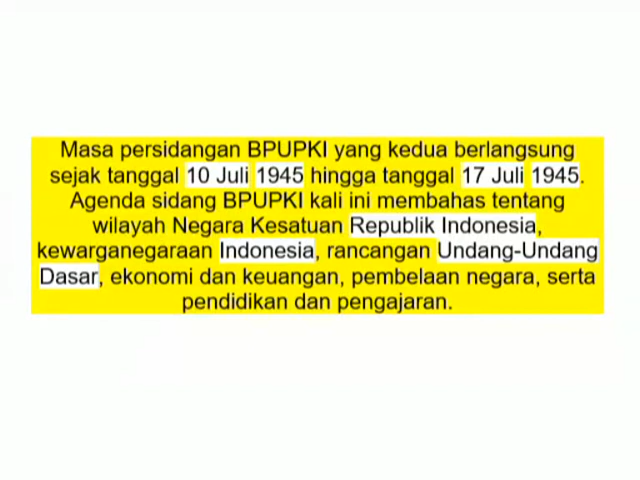 Masa persidangan BPUPKI yang kedua berlangsung
sejak tanggal 10 Juli 1945 hingga tanggal 17 Juli 1945.
Agenda sidang BPUPKI kali ini membahas tentang
wilayah Negara Kesatuan Republik Indonesia,
kewarganegaraan Indonesia, rancangan Undang-Undang
Dasar, ekonomi dan keuangan, pembelaan negara, serta
pendidikan dan pengajaran.